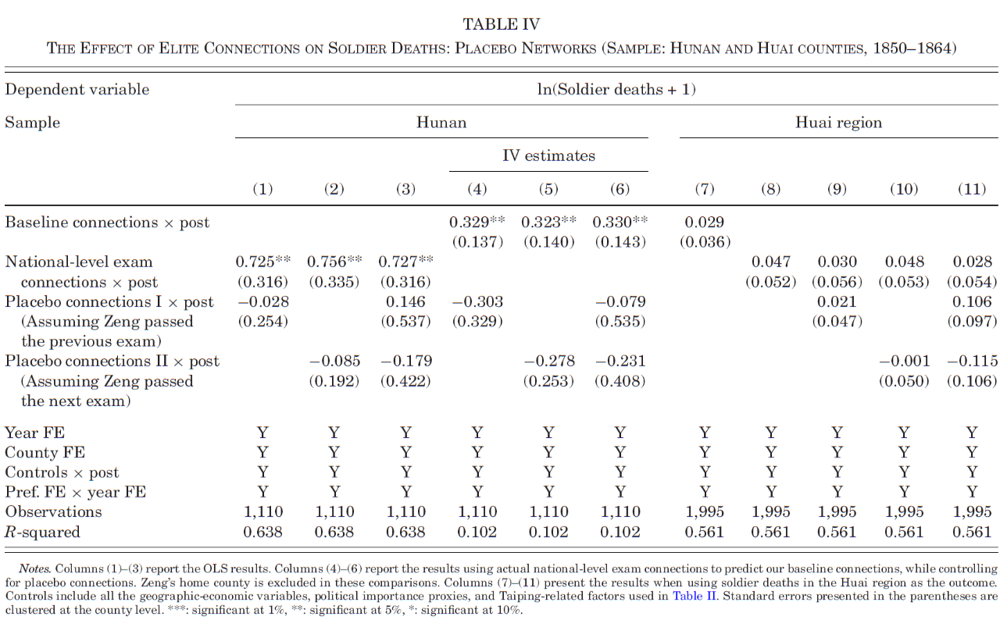 TABLE IV
THE EFFECT OF ELITE CONNECTIONS ON SOLDIER DEATHS: PLACEBO NETWORKS (SAMPLE: HUNAN AND HUAI COUNTIES, 1850–1864)
Dependent variable ln(Soldier deaths + 1)
Sample Hunan Huai region
IV estimates
(1) (2) (3) (4) (5) (6) (7) (8) (9) (10) (11)
Baseline connections × post 0.329** 0.323** 0.330** 0.029
(0.137) (0.140) (0.143) (0.036)
National-level exam 0.725** 0.756** 0.727** 0.047 0.030 0.048 0.028
connections × post (0.316) (0.335) (0.316) (0.052) (0.056) (0.053) (0.054)
Placebo connections I × post −0.028 0.146 −0.303 −0.079 0.021 0.106
(Assuming Zeng passed (0.254) (0.537) (0.329) (0.535) (0.047) (0.097)
the previous exam)
Placebo connections II × post −0.085 −0.179 −0.278 −0.231 −0.001 −0.115
(Assuming Zeng passed (0.192) (0.422) (0.253) (0.408) (0.050) (0.106)
the next exam)
Year FE Y Y Y Y Y Y Y Y Y Y Y
County FE Y Y Y Y Y Y Y Y Y Y Y
Controls × post Y Y Y Y Y Y Y Y Y Y Y
Pref. FE × year FE Y Y Y Y Y Y Y Y Y Y Y
Observations 1,110 1,110 1,110 1,110 1,110 1,110 1,995 1,995 1,995 1,995 1,995
R-squared 0.638 0.638 0.638 0.102 0.102 0.102 0.561 0.561 0.561 0.561 0.561
Notes. Columns (1)–(3) report the OLS results. Columns (4)–(6) report the results using actual national-level exam connections to predict our baseline connections, while controlling
for placebo connections. Zeng's home county is excluded in these comparisons. Columns (7)–(11) present the results when using soldier deaths in the Huai region as the outcome.
Controls include all the geographic-economic variables, political importance proxies, and Taiping-related factors used in Table II. Standard errors presented in the parentheses are
clustered at the county level. ***: significant at 1%, **: significant at 5%, *: significant at 10%.